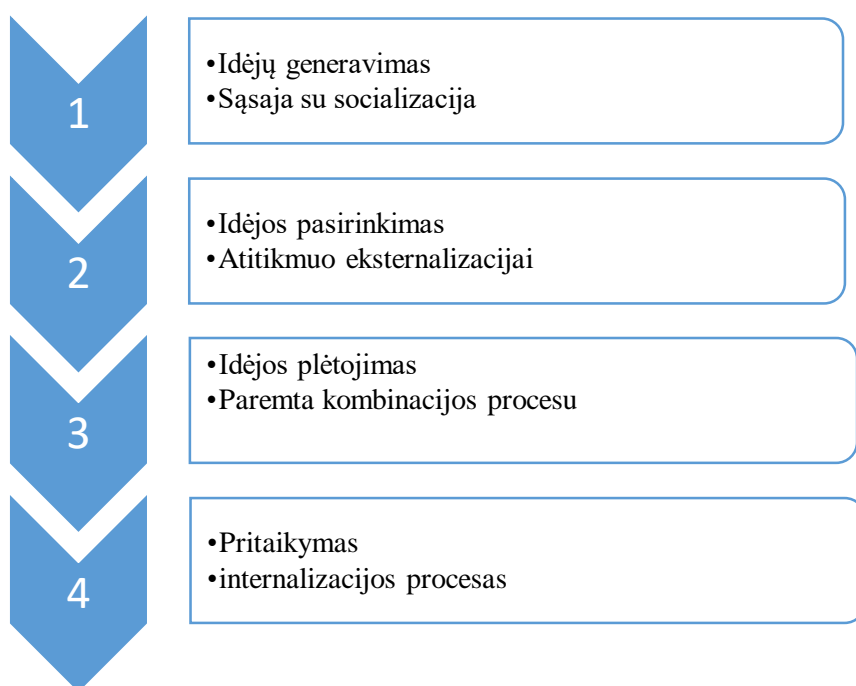 1
•Idėjų generavimas
•Sąsaja su socializacija
2
•Idėjos pasirinkimas
•Atitikmuo eksternalizacijai
3
•Idėjos plėtojimas
•Paremta kombinacijos procesu
4
•Pritaikymas
•internalizacijos procesas